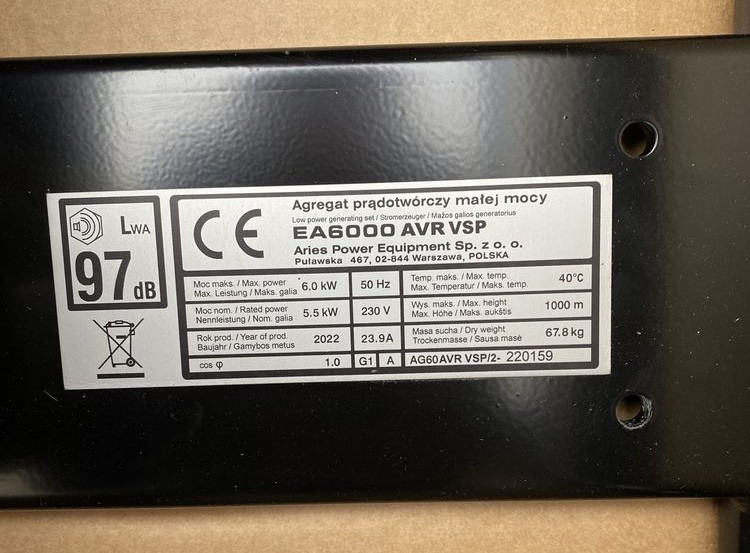 LWA
97 dB
CE
Agregat prądotwórczy małej mocy
Low power generating set / Stromerzeuger / Mažos galios generatorius
EA6000 AVR VSP
Aries Power Equipment Sp. z o. o.
Puławska 467, 02-844 Warszawa, POLSKA
Moc maks. / Max. power
Max. Leistung / Maks. galia
6.0 kW
50 Hz
Temp. maks. / Max. temp.
Max. Temperatur / Maks. temp.
40°C
Moc nom. / Rated power
Nennleistung / Nom. galia
5.5 kW
230 V
Wys. maks. / Max. height
Max. Höhe / Maks. aukštis
1000 m
Rok prod. / Year of prod.
Baujahr / Gamybos metus
2022
23.9A
Masa sucha / Dry weight
Trockenmasse / Sausa masė
67.8 kg
cos φ
1.0
G1
A
AG60AVR VSP/2- 220159